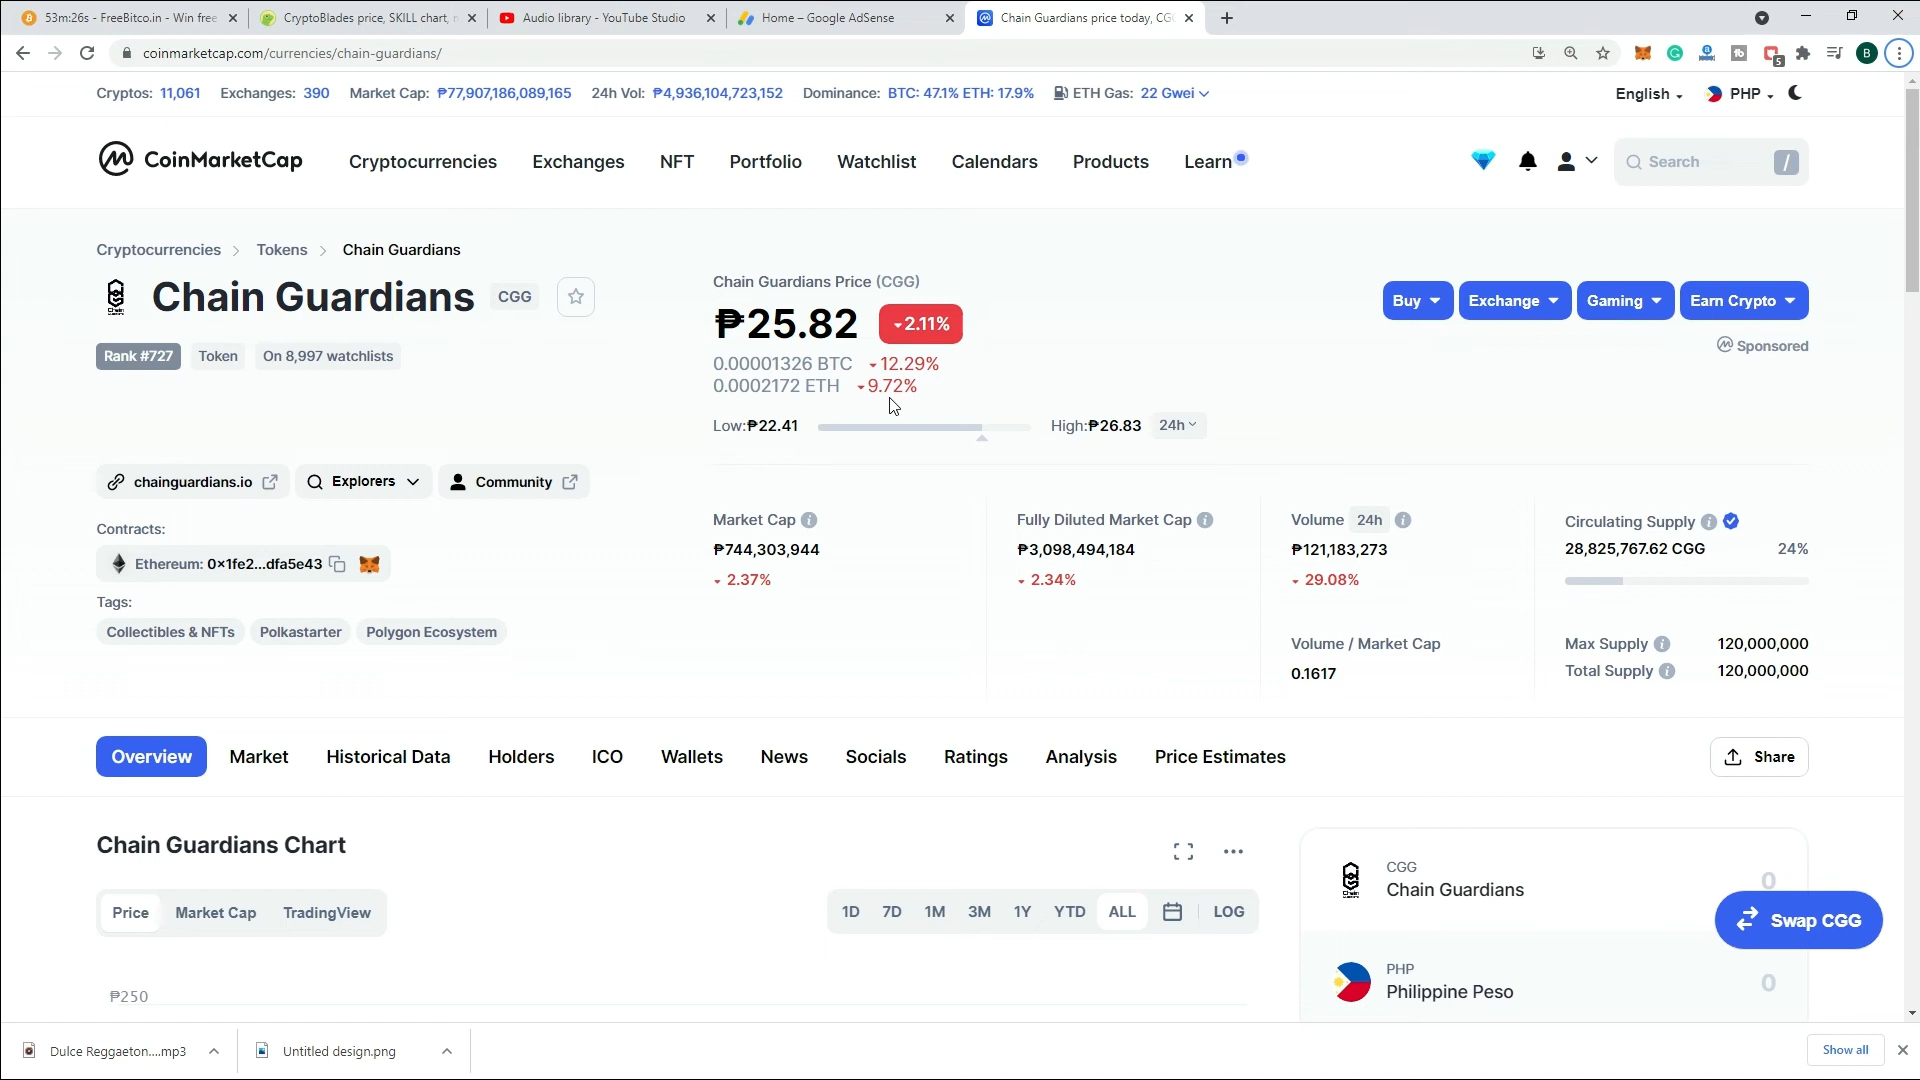 53m:26s - FreeBitco.in - Win free
CryptoBlades price, SKILL chart,
Audio library - YouTube Studio
Home – Google AdSense
Chain Guardians price today, CG
coinmarketcap.com/currencies/chain-guardians/
5
B
Cryptos: 11,061 Exchanges: 390 Market Cap: ₱77,907,186,089,165 24h Vol: ₱4,936,104,723,152 Dominance: BTC: 47.1% ETH: 17.9% ETH Gas: 22 Gwei
English PHP
CoinMarketCap
Cryptocurrencies Exchanges NFT Portfolio Watchlist Calendars Products Learn
Search /
Cryptocurrencies > Tokens > Chain Guardians
Chain Guardians CGG
Rank #727 Token On 8,997 watchlists
Chain Guardians Price (CGG)
₱25.82 2.11%
0.00001326 BTC 12.29%
0.0002172 ETH 9.72%
Low:₱22.41 High:₱26.83 24h
Buy Exchange Gaming Earn Crypto
Sponsored
chainguardians.io Explorers Community
Contracts:
Ethereum: 0x1fe2...dfa5e43
Tags:
Collectibles & NFTs Polkastarter Polygon Ecosystem
Market Cap
₱744,303,944
2.37%
Fully Diluted Market Cap
₱3,098,494,184
2.34%
Volume 24h
₱121,183,273
29.08%
Volume / Market Cap
0.1617
Circulating Supply
28,825,767.62 CGG 24%
Max Supply 120,000,000
Total Supply 120,000,000
Overview Market Historical Data Holders ICO Wallets News Socials Ratings Analysis Price Estimates
Share
Chain Guardians Chart
Price Market Cap TradingView
1D 7D 1M 3M 1Y YTD ALL LOG
₱250
CGG
Chain Guardians
0
PHP
Philippine Peso
0
Swap CGG
Dulce Reggaeton....mp3
Untitled design.png
Show all